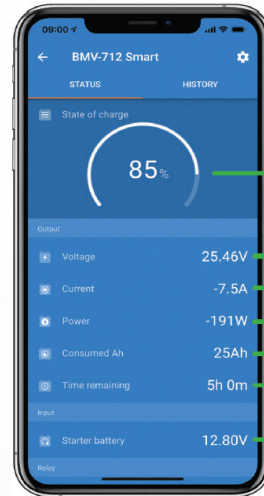 09:00
BMV-712 Smart
STATUS HISTORY
State of charge
85%
Output
Voltage 25.46V
Current -7.5A
Power -191W
Consumed Ah 25Ah
Time remaining 5h 0m
Input
Starter battery 12.80V
Relay